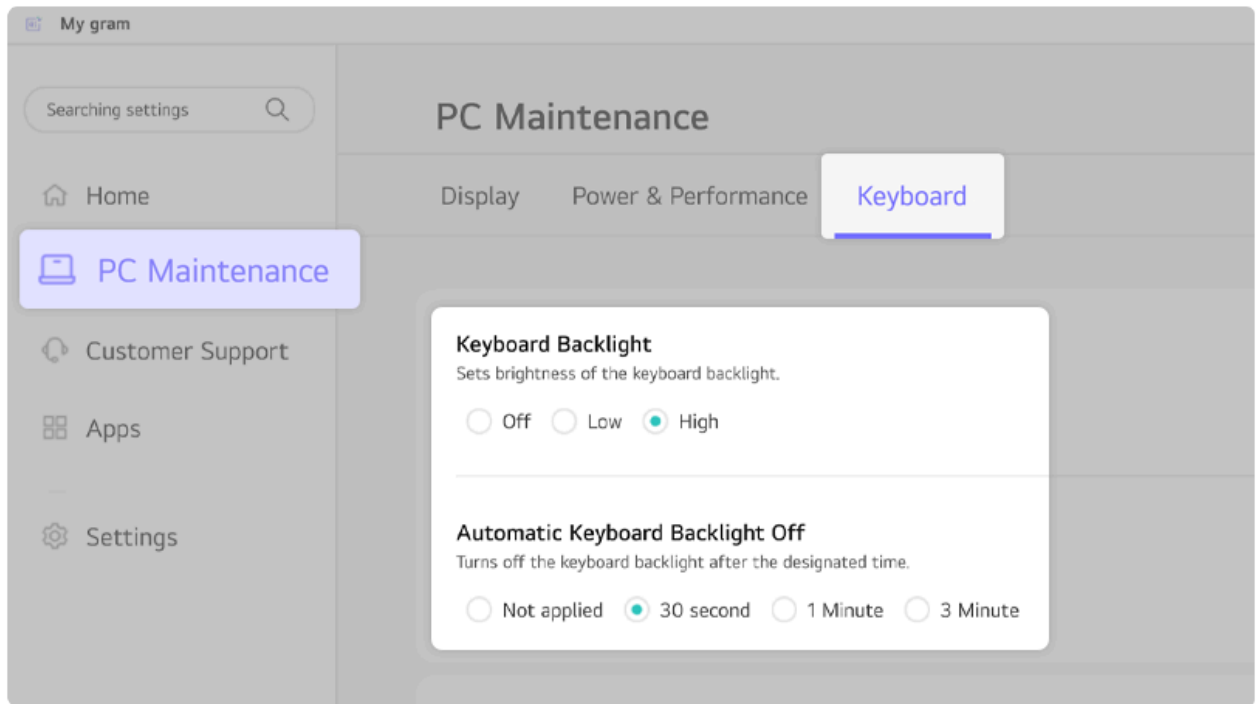 My gram
Searching settings
Home
PC Maintenance
Customer Support
Apps
Settings
PC Maintenance
Display Power & Performance Keyboard
Keyboard Backlight
Sets brightness of the keyboard backlight.
Off Low High
Automatic Keyboard Backlight Off
Turns off the keyboard backlight after the designated time.
Not applied 30 second 1 Minute 3 Minute